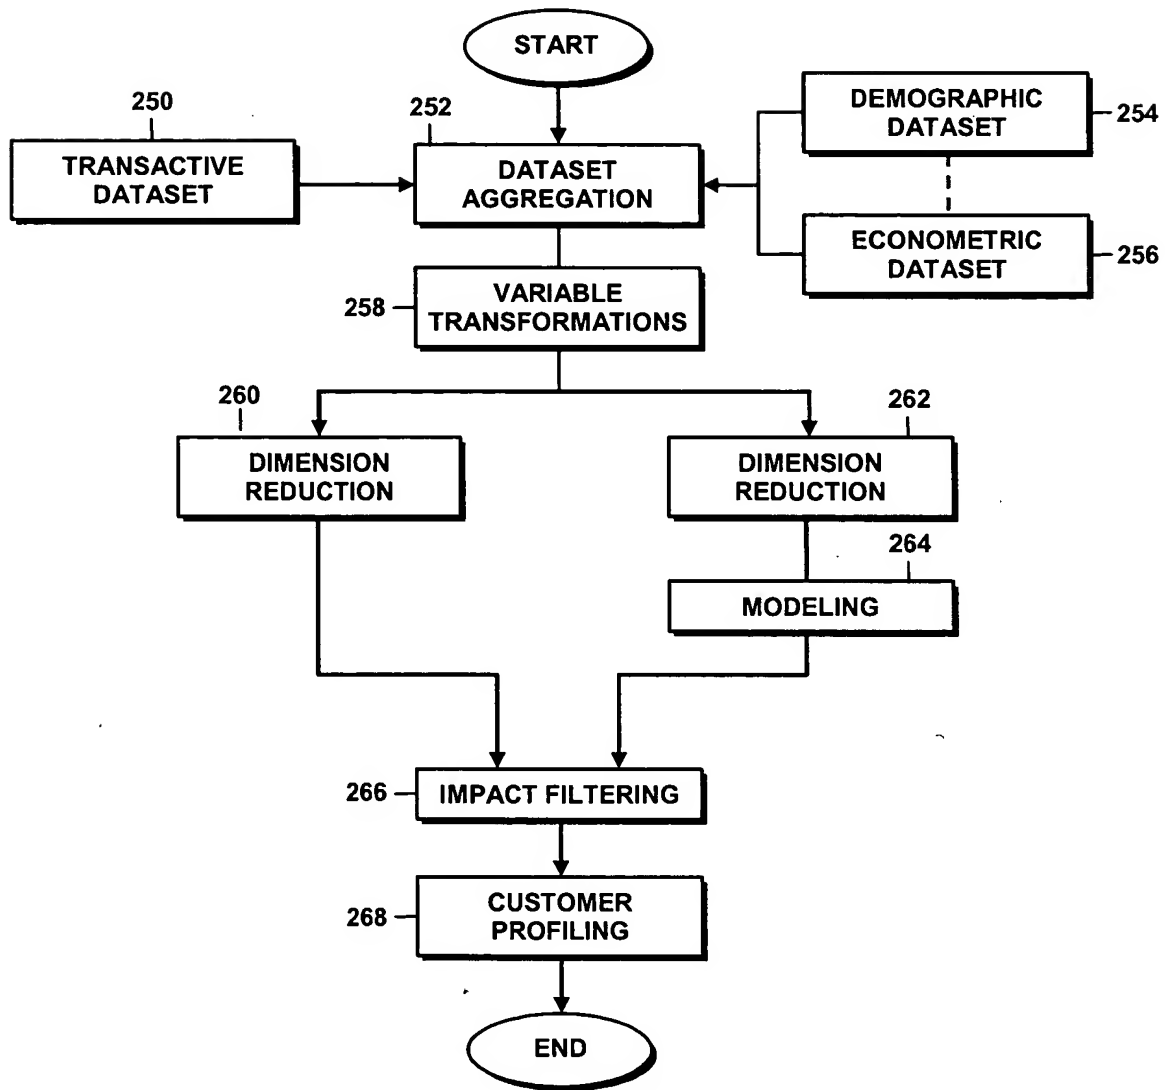 START
250
252
TRANSACTIVE
DATASET
DATASET
AGGREGATION
DEMOGRAPHIC
DATASET
254
ECONOMETRIC
DATASET
256
258
VARIABLE
TRANSFORMATIONS
260
262
DIMENSION
REDUCTION
DIMENSION
REDUCTION
264
MODELING
266
IMPACT FILTERING
268
CUSTOMER
PROFILING
END